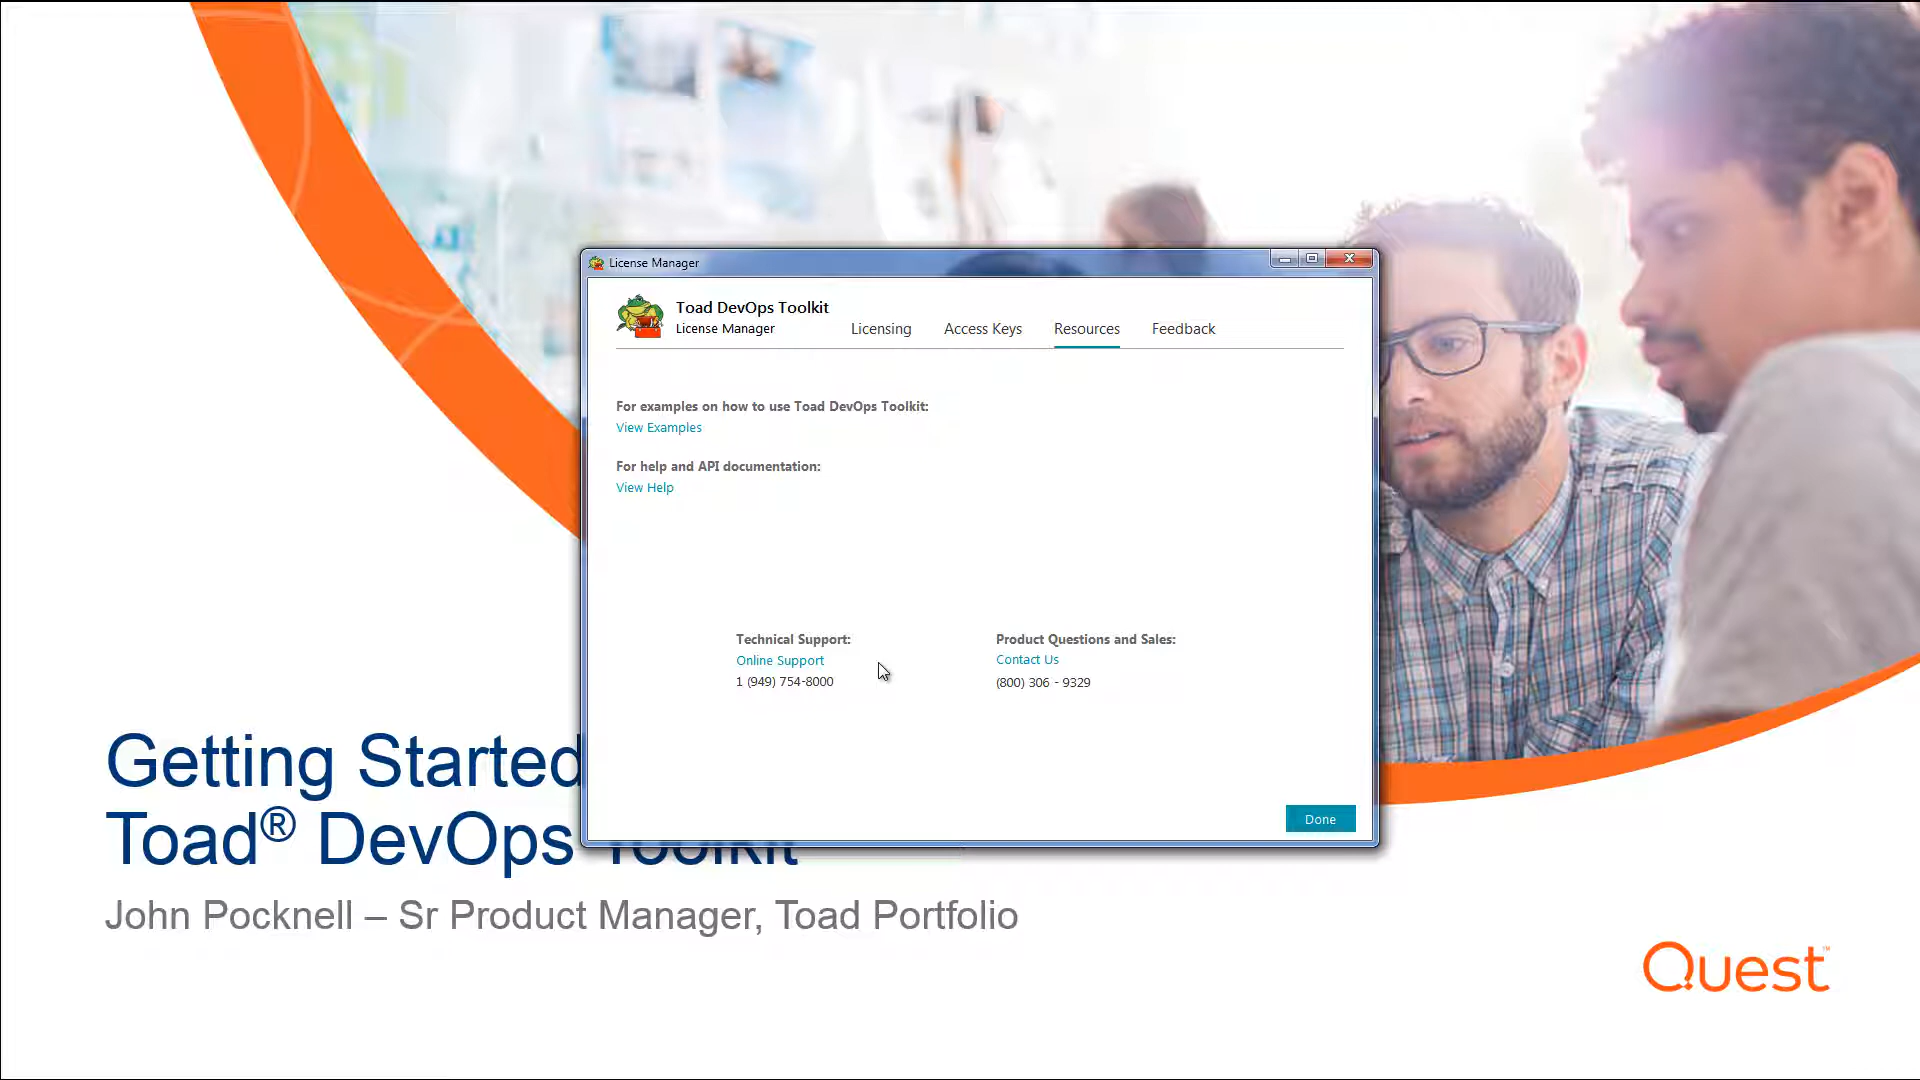 License Manager
Toad DevOps Toolkit
License Manager
Licensing
Access Keys
Resources
Feedback
For examples on how to use Toad DevOps Toolkit:
View Examples
For help and API documentation:
View Help
Technical Support:
Online Support
1 (949) 754-8000
Product Questions and Sales:
Contact Us
(800) 306 - 9329
Done
Getting Started
Toad® DevOps Toolkit
John Pocknell – Sr Product Manager, Toad Portfolio
Quest™